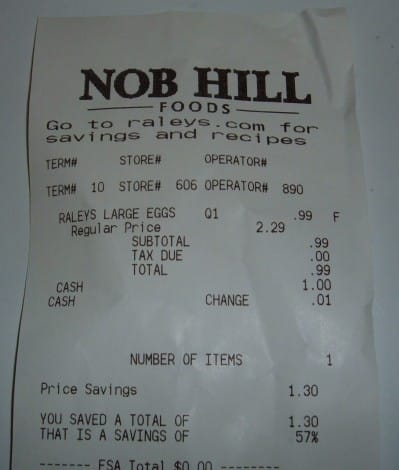 NOB HILL
FOODS
Go to raleys.com for
savings and recipes
TERM# STORE# OPERATOR#
TERM# 10 STORE# 606 OPERATOR# 890
RALEYS LARGE EGGS Q1 .99 F
Regular Price 2.29
SUBTOTAL .99
TAX DUE .00
TOTAL .99
CASH 1.00
CASH CHANGE .01
NUMBER OF ITEMS 1
Price Savings 1.30
YOU SAVED A TOTAL OF 1.30
THAT IS A SAVINGS OF 57%
------- FSA Total $0.00 -------